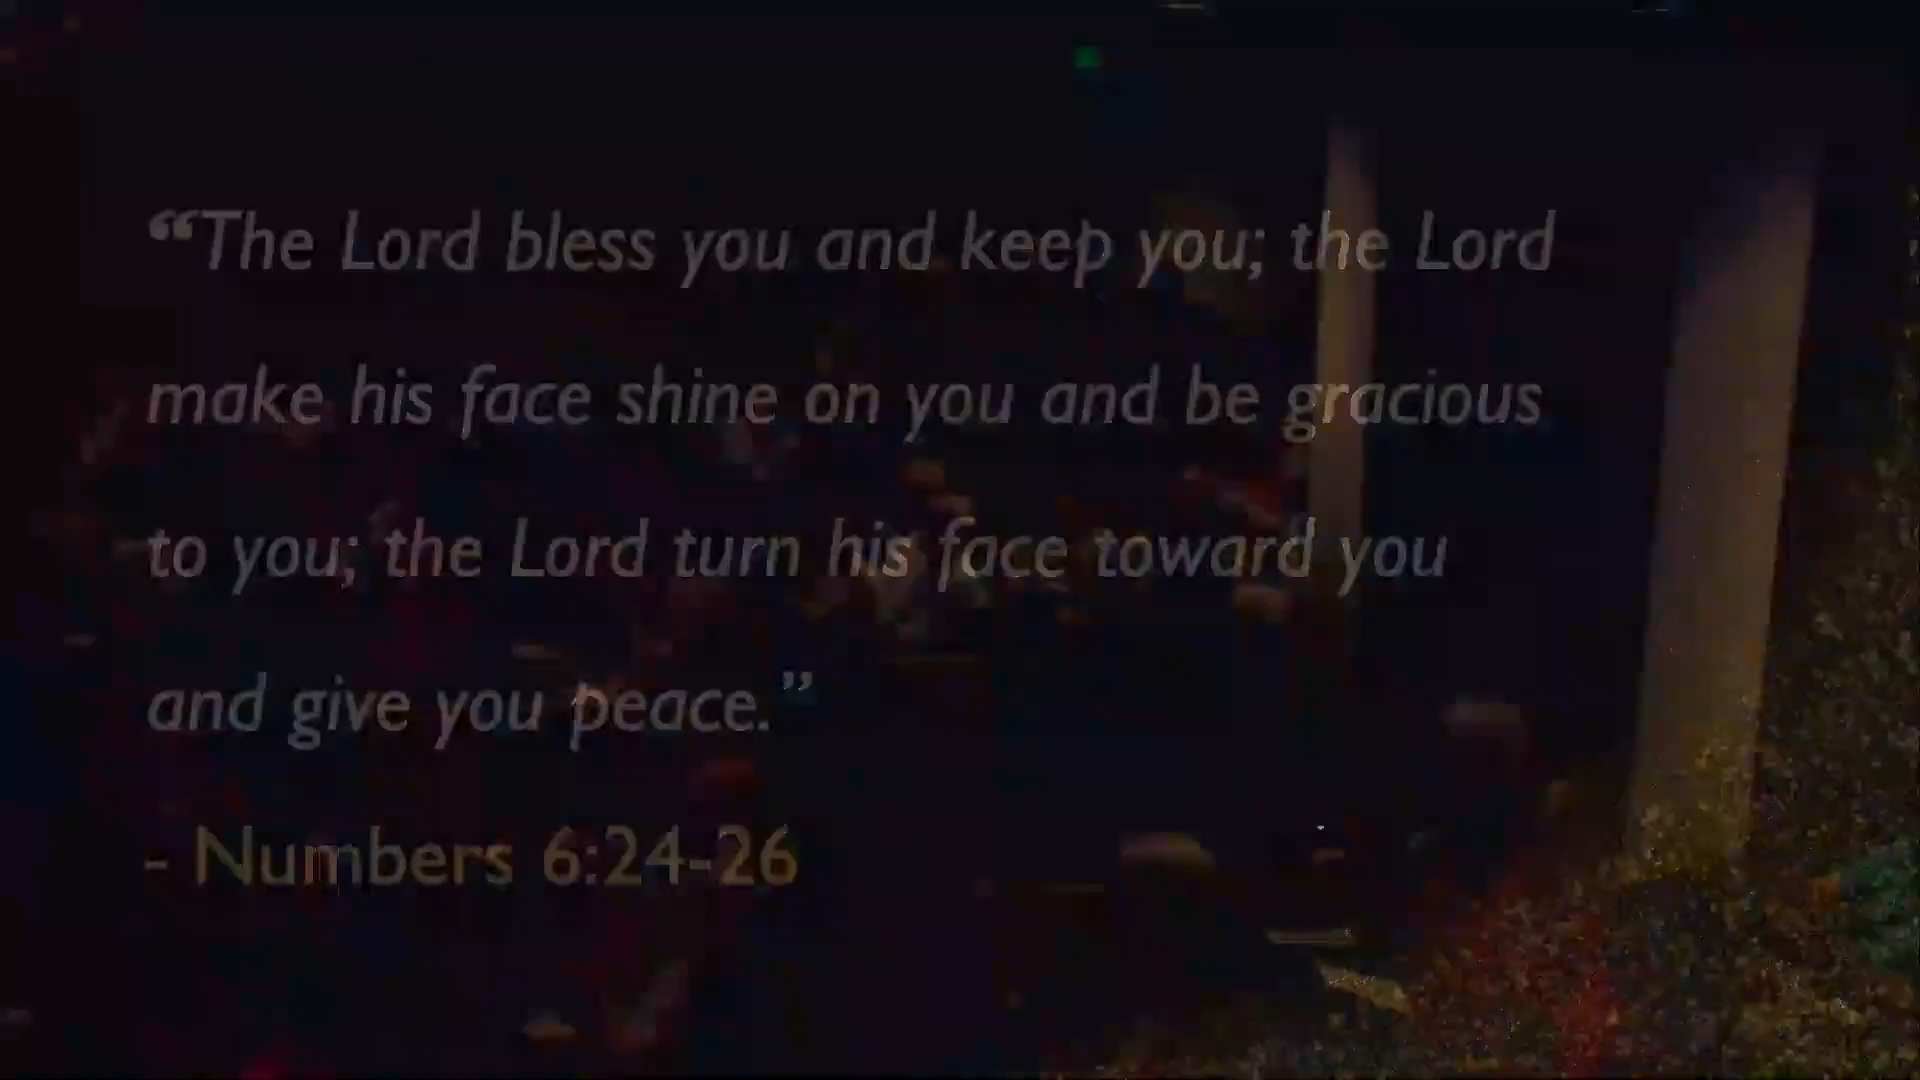 “The Lord bless you and keep you; the Lord
make his face shine on you and be gracious
to you; the Lord turn his face toward you
and give you peace.”
- Numbers 6:24-26